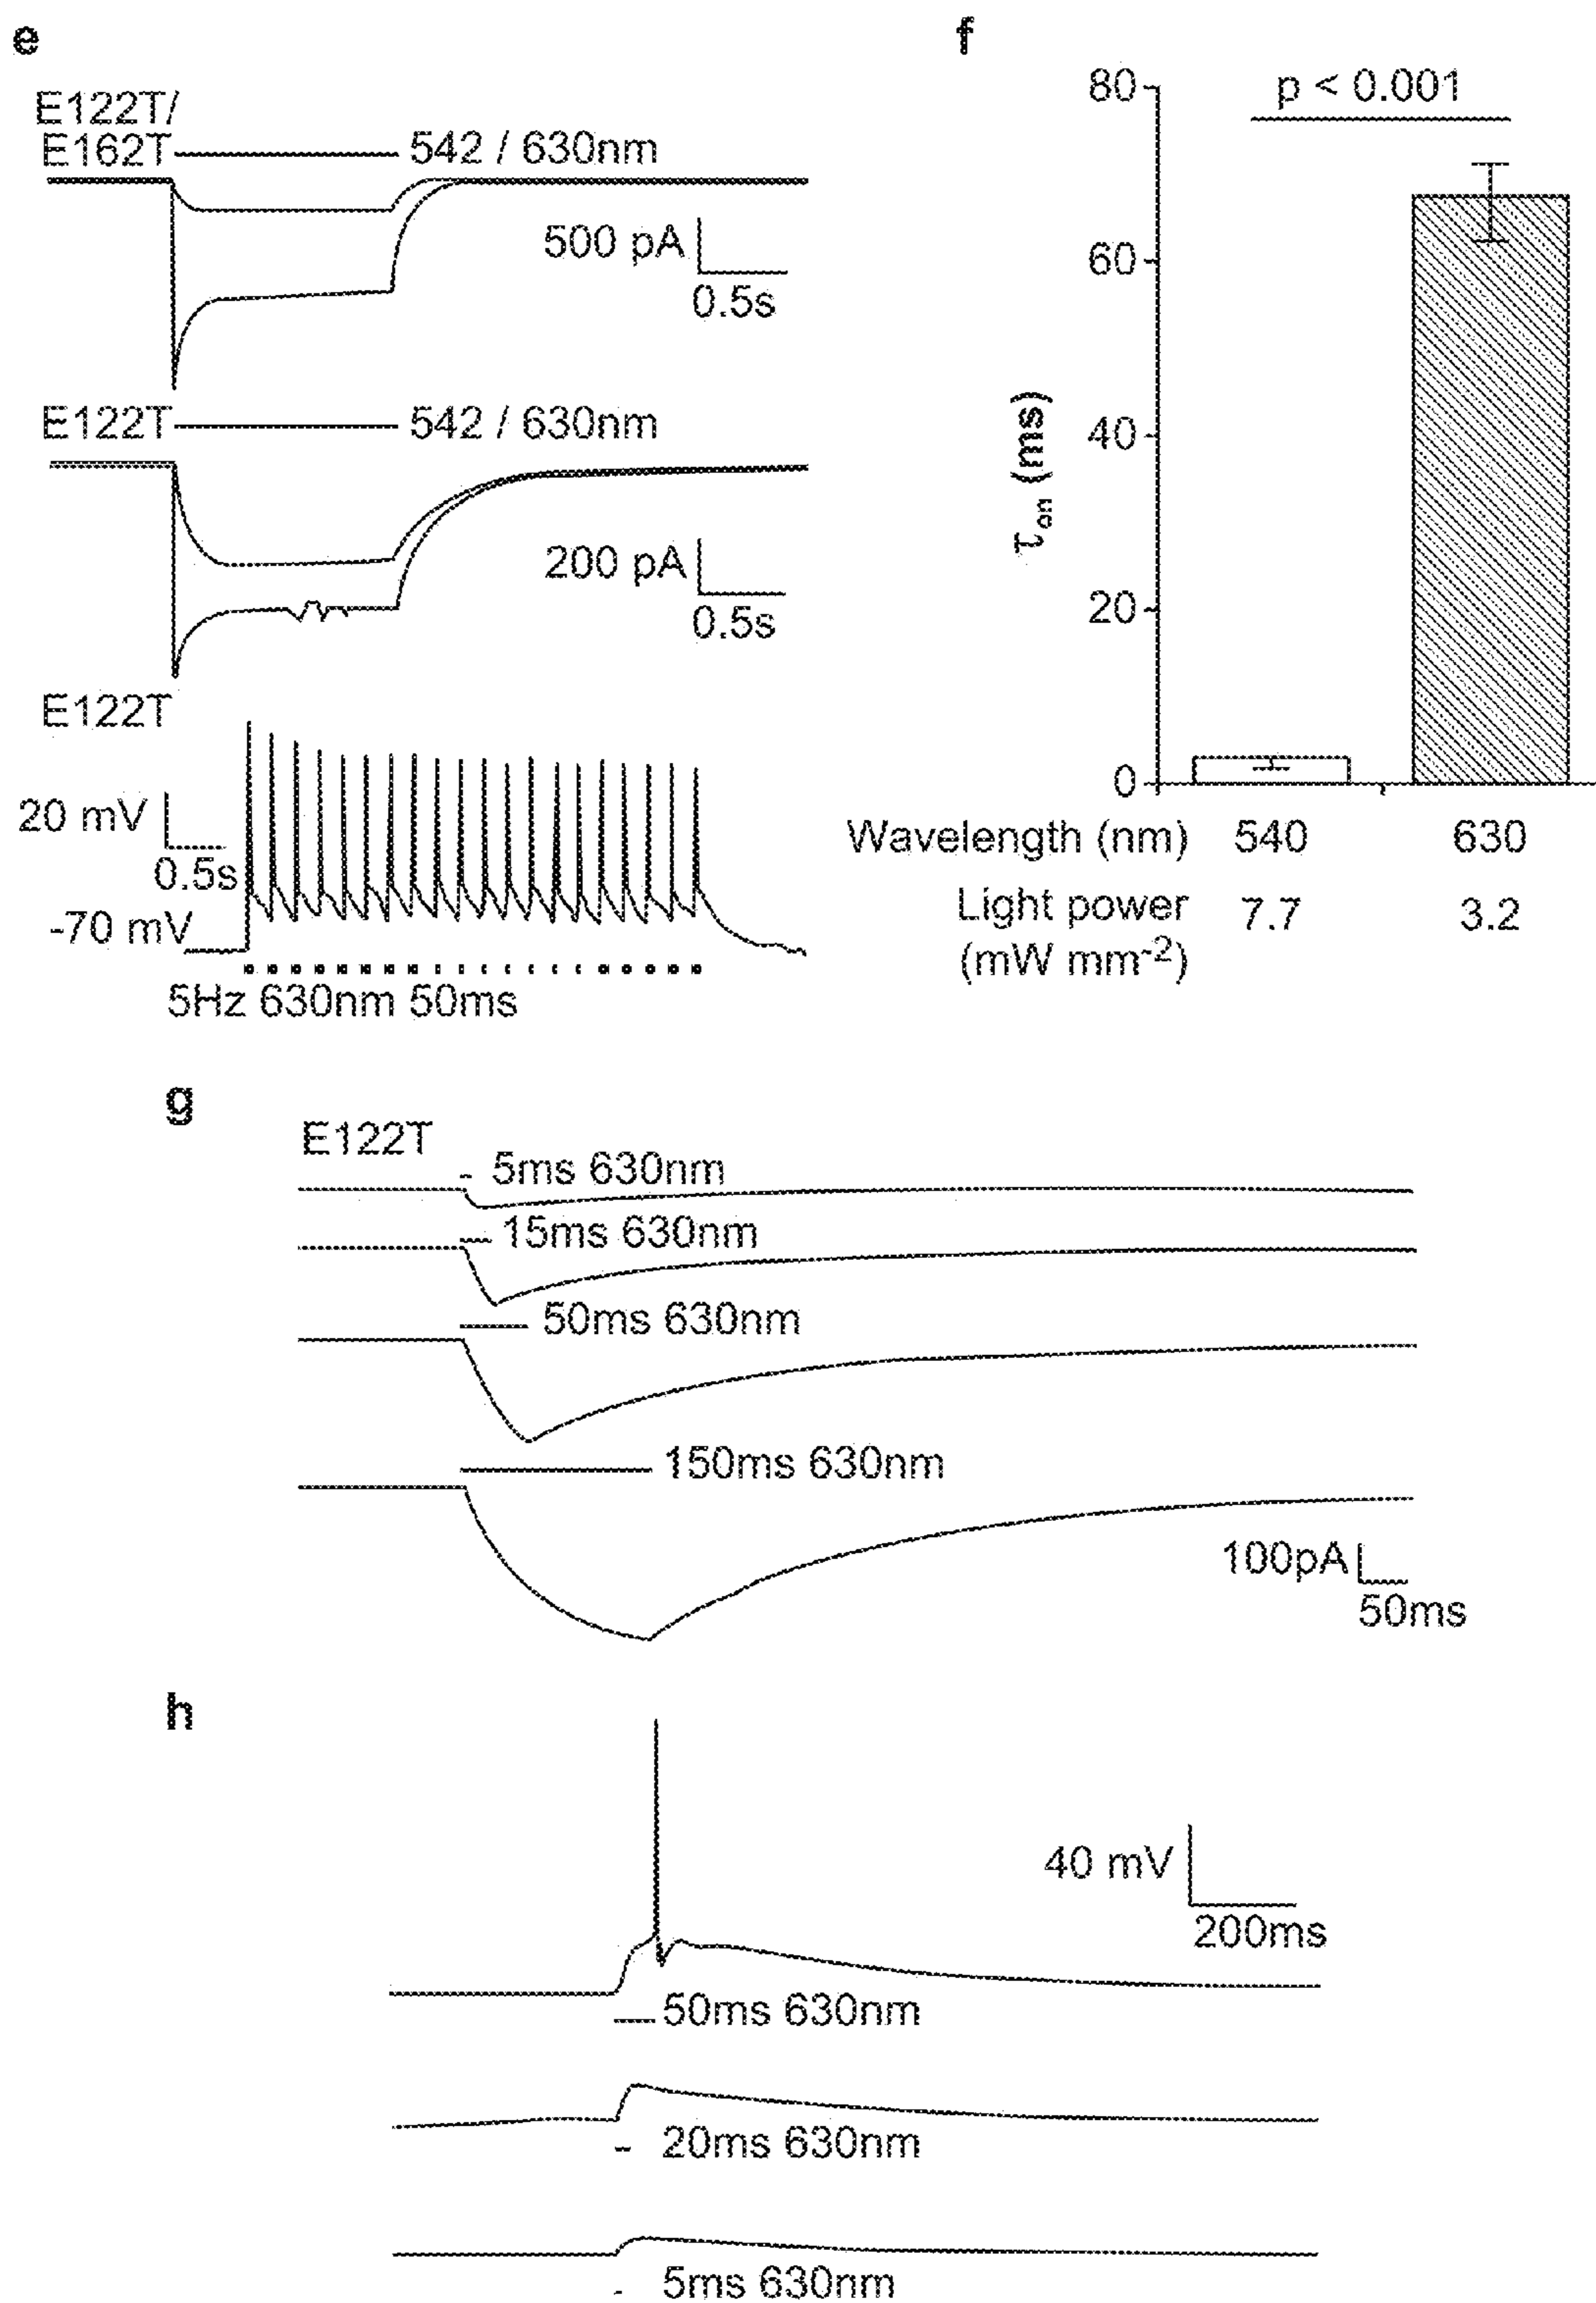 e
E122T/
E162T
542 / 630nm
500 pA
0.5s
E122T
542 / 630nm
200 pA
0.5s
E122T
20 mV
0.5s
-70 mV
5Hz 630nm 50ms
f
p < 0.001
80
60
40
20
0
τon (ms)
Wavelength (nm) 540 630
Light power 7.7 3.2
(mW mm-2)
g
E122T
5ms 630nm
15ms 630nm
50ms 630nm
150ms 630nm
100pA
50ms
h
40 mV
200ms
50ms 630nm
20ms 630nm
5ms 630nm